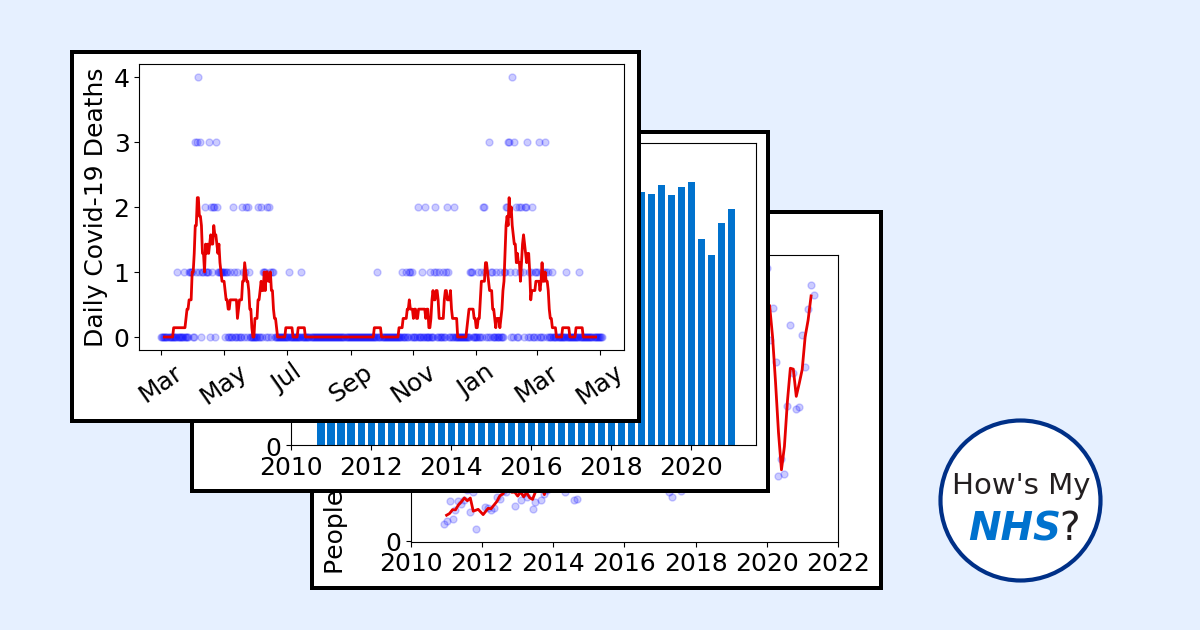 Daily Covid-19 Deaths
4
3
2
1
0
Mar May Jul Sep Nov Jan Mar May
0
2010 2012 2014 2016 2018 2020
People
0
2010 2012 2014 2016 2018 2020 2022
How's My
NHS?